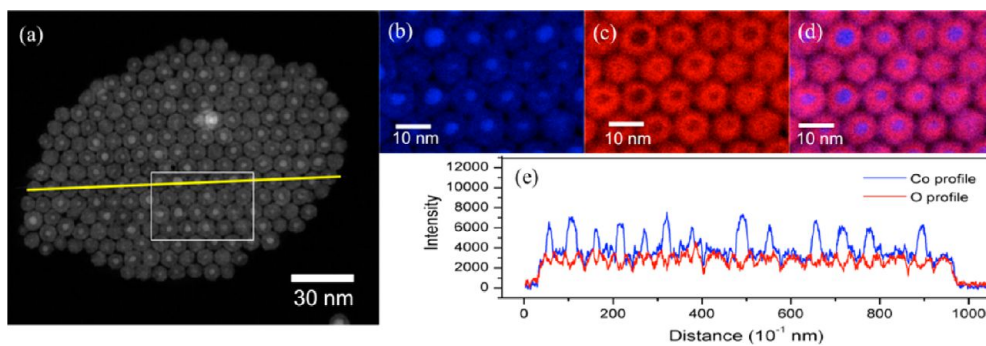 (a)
30 nm
(b)
10 nm
(c)
10 nm
(d)
10 nm
(e)
Co profile
O profile
Intensity
12000
10000
8000
6000
4000
2000
0
0 200 400 600 800 1000
Distance (10⁻¹ nm)